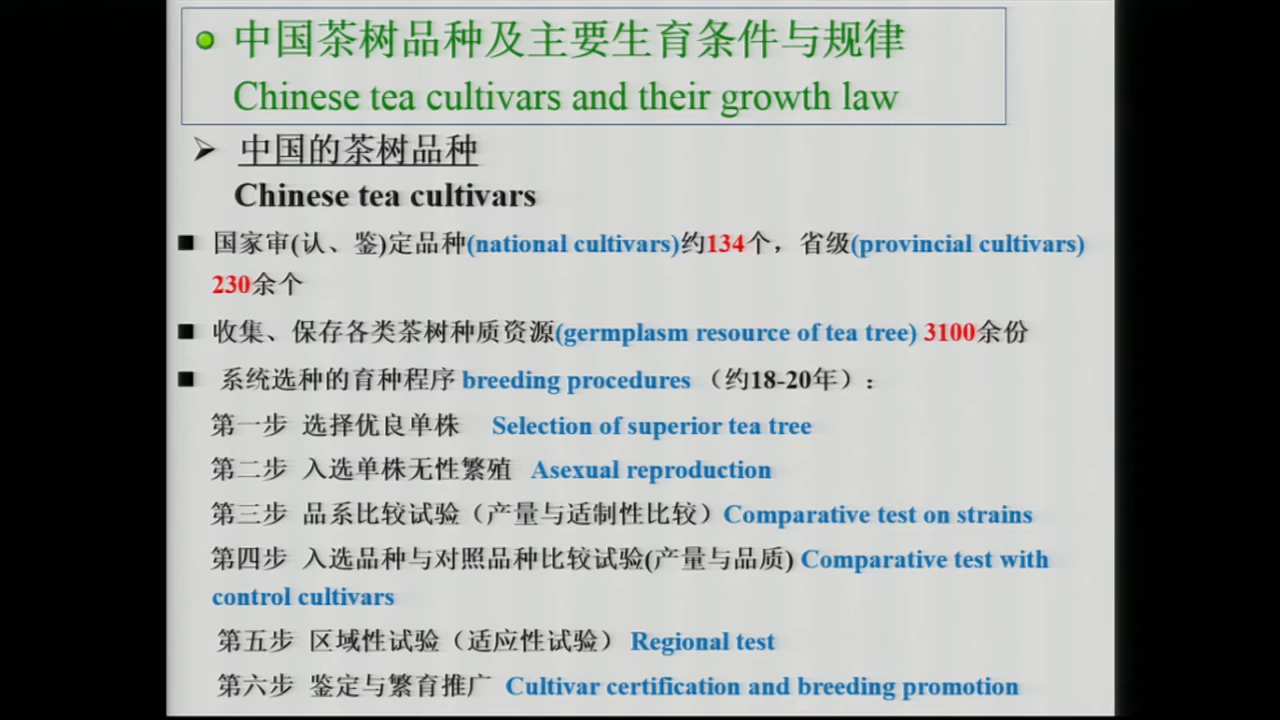 中国茶树品种及主要生育条件与规律
Chinese tea cultivars and their growth law
中国的茶树品种
Chinese tea cultivars
国家审(认、鉴)定品种(national cultivars)约134个，省级(provincial cultivars)
230余个
收集、保存各类茶树种质资源(germplasm resource of tea tree) 3100余份
系统选种的育种程序 breeding procedures （约18-20年）：
第一步 选择优良单株 Selection of superior tea tree
第二步 入选单株无性繁殖 Asexual reproduction
第三步 品系比较试验（产量与适制性比较）Comparative test on strains
第四步 入选品种与对照品种比较试验(产量与品质) Comparative test with
control cultivars
第五步 区域性试验（适应性试验） Regional test
第六步 鉴定与繁育推广 Cultivar certification and breeding promotion